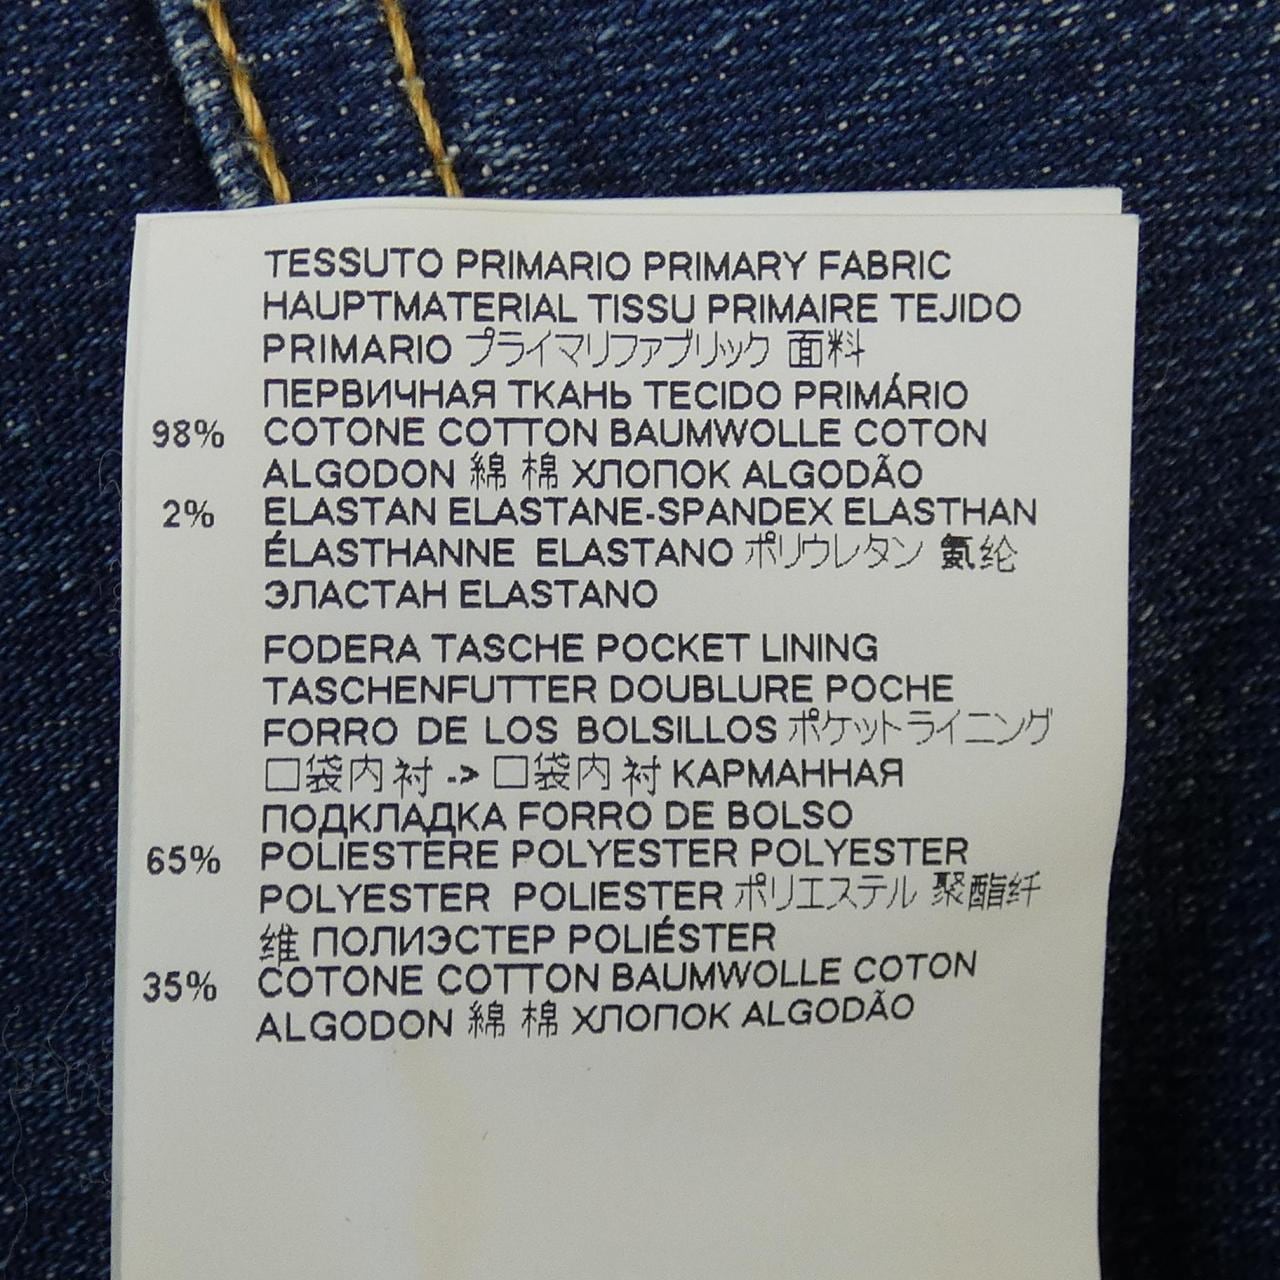 TESSUTO PRIMARIO PRIMARY FABRIC
HAUPTMATERIAL TISSU PRIMAIRE TEJIDO
PRIMARIO プライマリファブリック 面料
ПЕРВИЧНАЯ ТКАНЬ TECIDO PRIMÁRIO
98% COTONE COTTON BAUMWOLLE COTON
ALGODON 綿 棉 ХЛОПОК ALGODÃO
2% ELASTAN ELASTANE-SPANDEX ELASTHAN
ÉLASTHANNE ELASTANO ポリウレタン 氨纶
ЭЛАСТАН ELASTANO
FODERA TASCHE POCKET LINING
TASCHENFUTTER DOUBLURE POCHE
FORRO DE LOS BOLSILLOS ポケットライニング
口袋内衬 -> 口袋内衬 КАРМАННАЯ
ПОДКЛАДКА FORRO DE BOLSO
65% POLIESTERE POLYESTER POLYESTER
POLYESTER POLIESTER ポリエステル 聚酯纤
维 ПОЛИЭСТЕР POLIÉSTER
35% COTONE COTTON BAUMWOLLE COTON
ALGODON 綿 棉 ХЛОПОК ALGODÃO